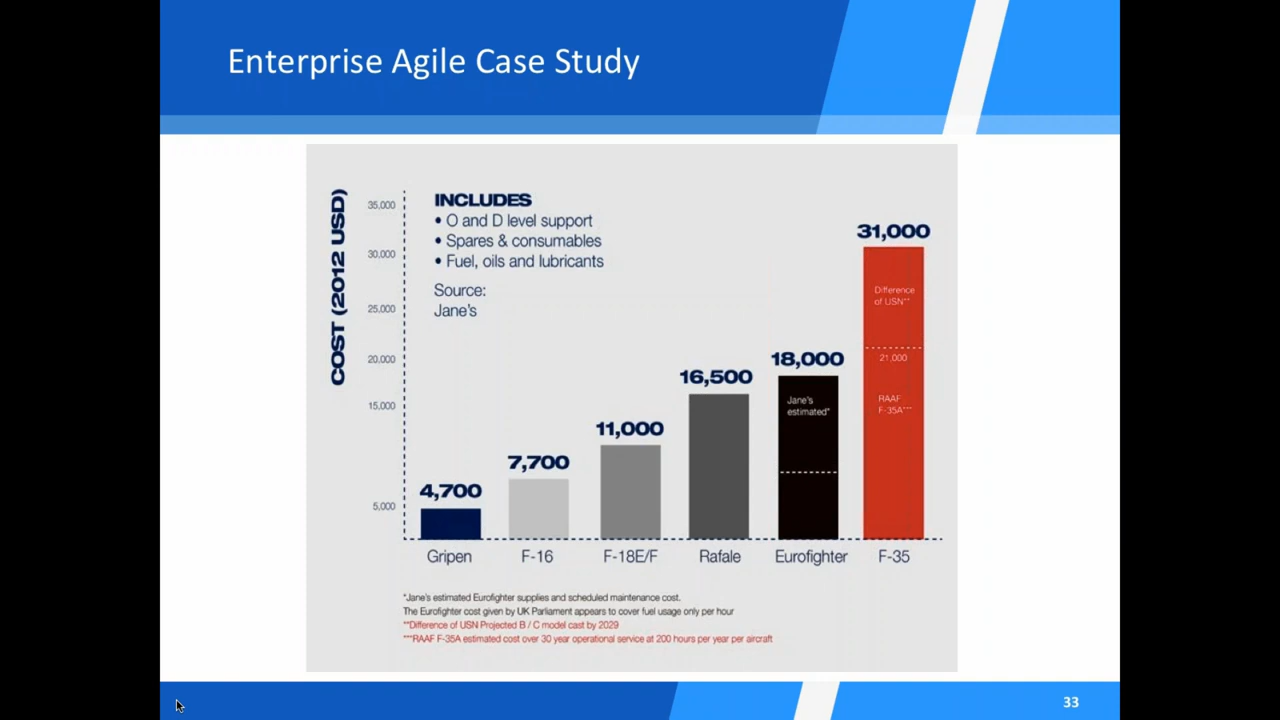 Enterprise Agile Case Study
COST (2012 USD)
35,000
30,000
25,000
20,000
15,000
5,000
INCLUDES
• O and D level support
• Spares & consumables
• Fuel, oils and lubricants
Source:
Jane's
4,700
7,700
11,000
16,500
18,000
31,000
Jane's
estimated*
Difference
of USN**
21,000
RAAF
F-35A***
Gripen
F-16
F-18E/F
Rafale
Eurofighter
F-35
*Jane's estimated Eurofighter supplies and scheduled maintenance cost.
The Eurofighter cost given by UK Parliament appears to cover fuel usage only per hour
**Difference of USN Projected B / C model cast by 2029
***RAAF F-35A estimated cost over 30 year operational service at 200 hours per year per aircraft
33